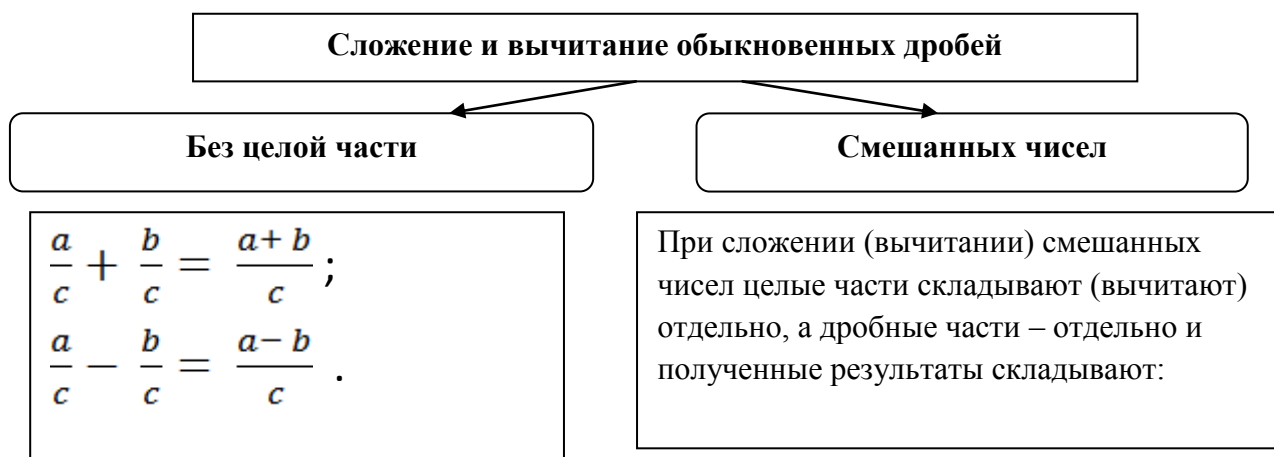 Сложение и вычитание обыкновенных дробей
Без целой части
Смешанных чисел
a/c + b/c = a+ b/c ;
a/c − b/c = a− b/c .
При сложении (вычитании) смешанных
чисел целые части складывают (вычитают)
отдельно, а дробные части – отдельно и
полученные результаты складывают: